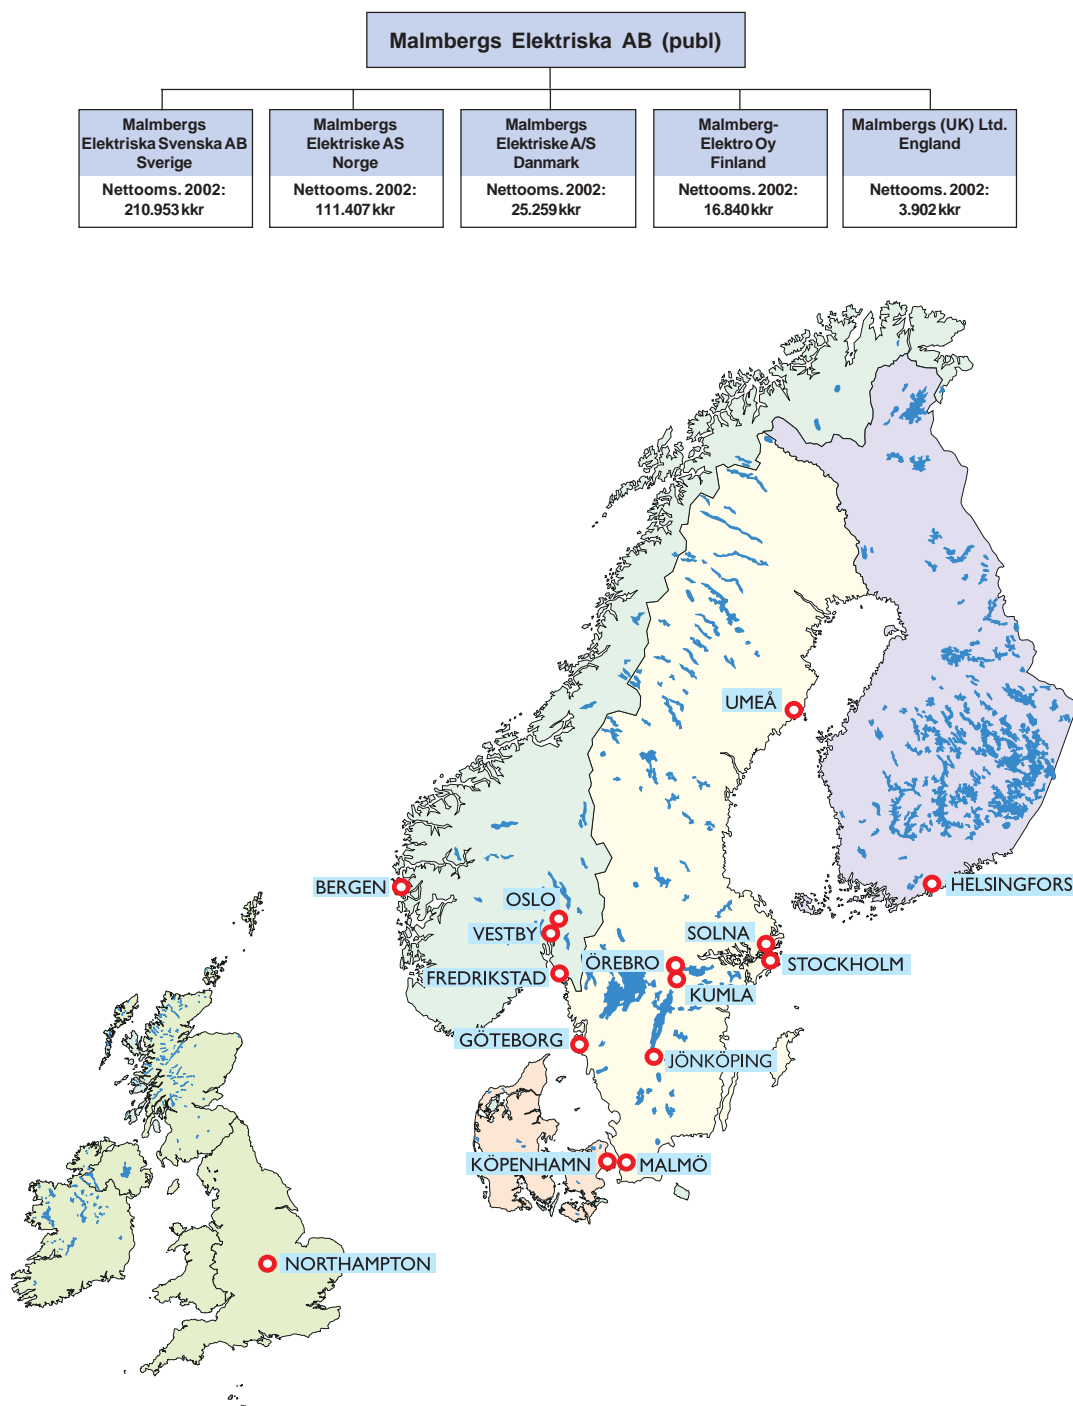 Malmbergs Elektriska AB (publ)
Malmbergs
Elektriska Svenska AB
Sverige
Nettooms. 2002:
210.953 kkr
Malmbergs
Elektriske AS
Norge
Nettooms. 2002:
111.407 kkr
Malmbergs
Elektriske A/S
Danmark
Nettooms. 2002:
25.259 kkr
Malmberg-
Elektro Oy
Finland
Nettooms. 2002:
16.840 kkr
Malmbergs (UK) Ltd.
England
Nettooms. 2002:
3.902 kkr
UMEÅ
BERGEN
HELSINGFORS
OSLO
VESTBY
SOLNA
ÖREBRO
STOCKHOLM
FREDRIKSTAD
KUMLA
GÖTEBORG
JÖNKÖPING
KÖPENHAMN
MALMÖ
NORTHAMPTON